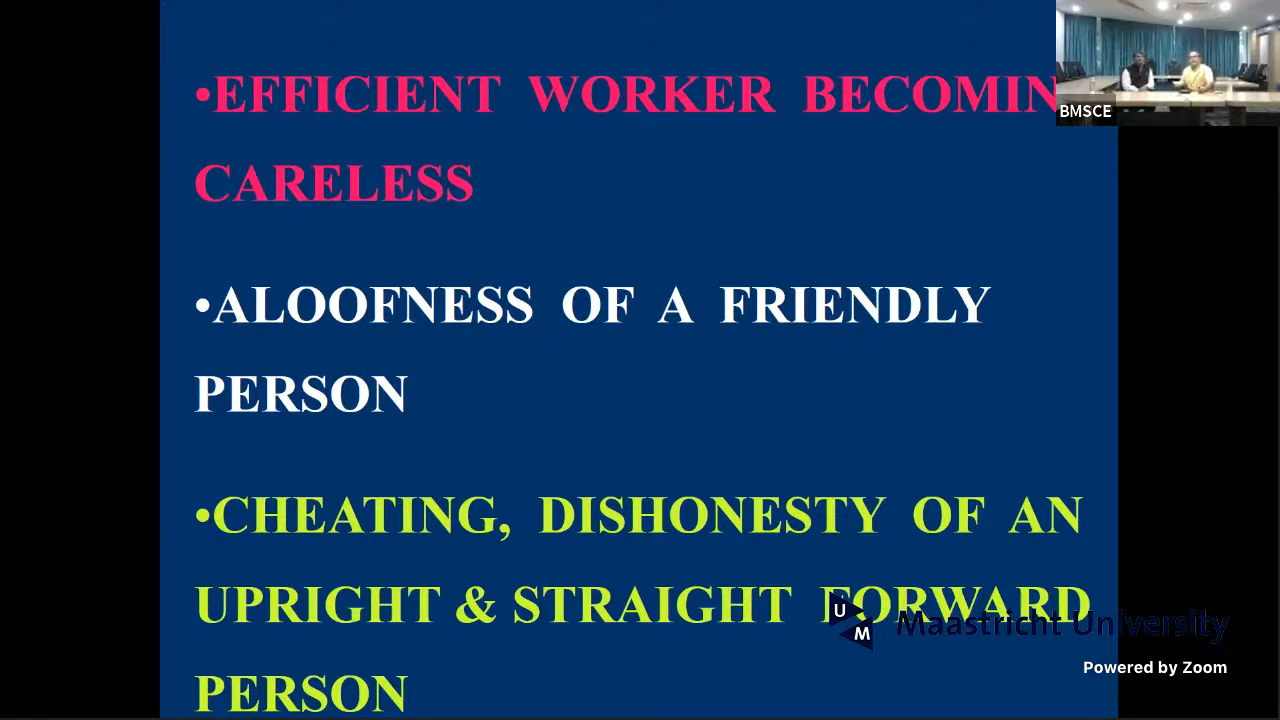 •EFFICIENT WORKER BECOMIN
CARELESS
•ALOOFNESS OF A FRIENDLY
PERSON
•CHEATING, DISHONESTY OF AN
UPRIGHT & STRAIGHT FORWARD
PERSON
BMSCE
UM Maastricht University
Powered by Zoom